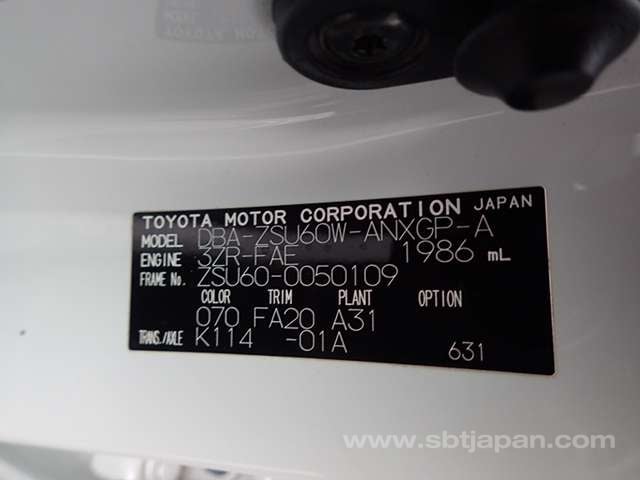 TOYOTA MOTOR CORPORATION JAPAN
MODEL DBA-ZSU60W-ANXGP-A
ENGINE 3ZR-FAE 1986 mL
FRAME No. ZSU60-0050109
COLOR TRIM PLANT OPTION
070 FA20 A31
TRANS./AXLE K114 -01A 631
www.sbtjapan.com